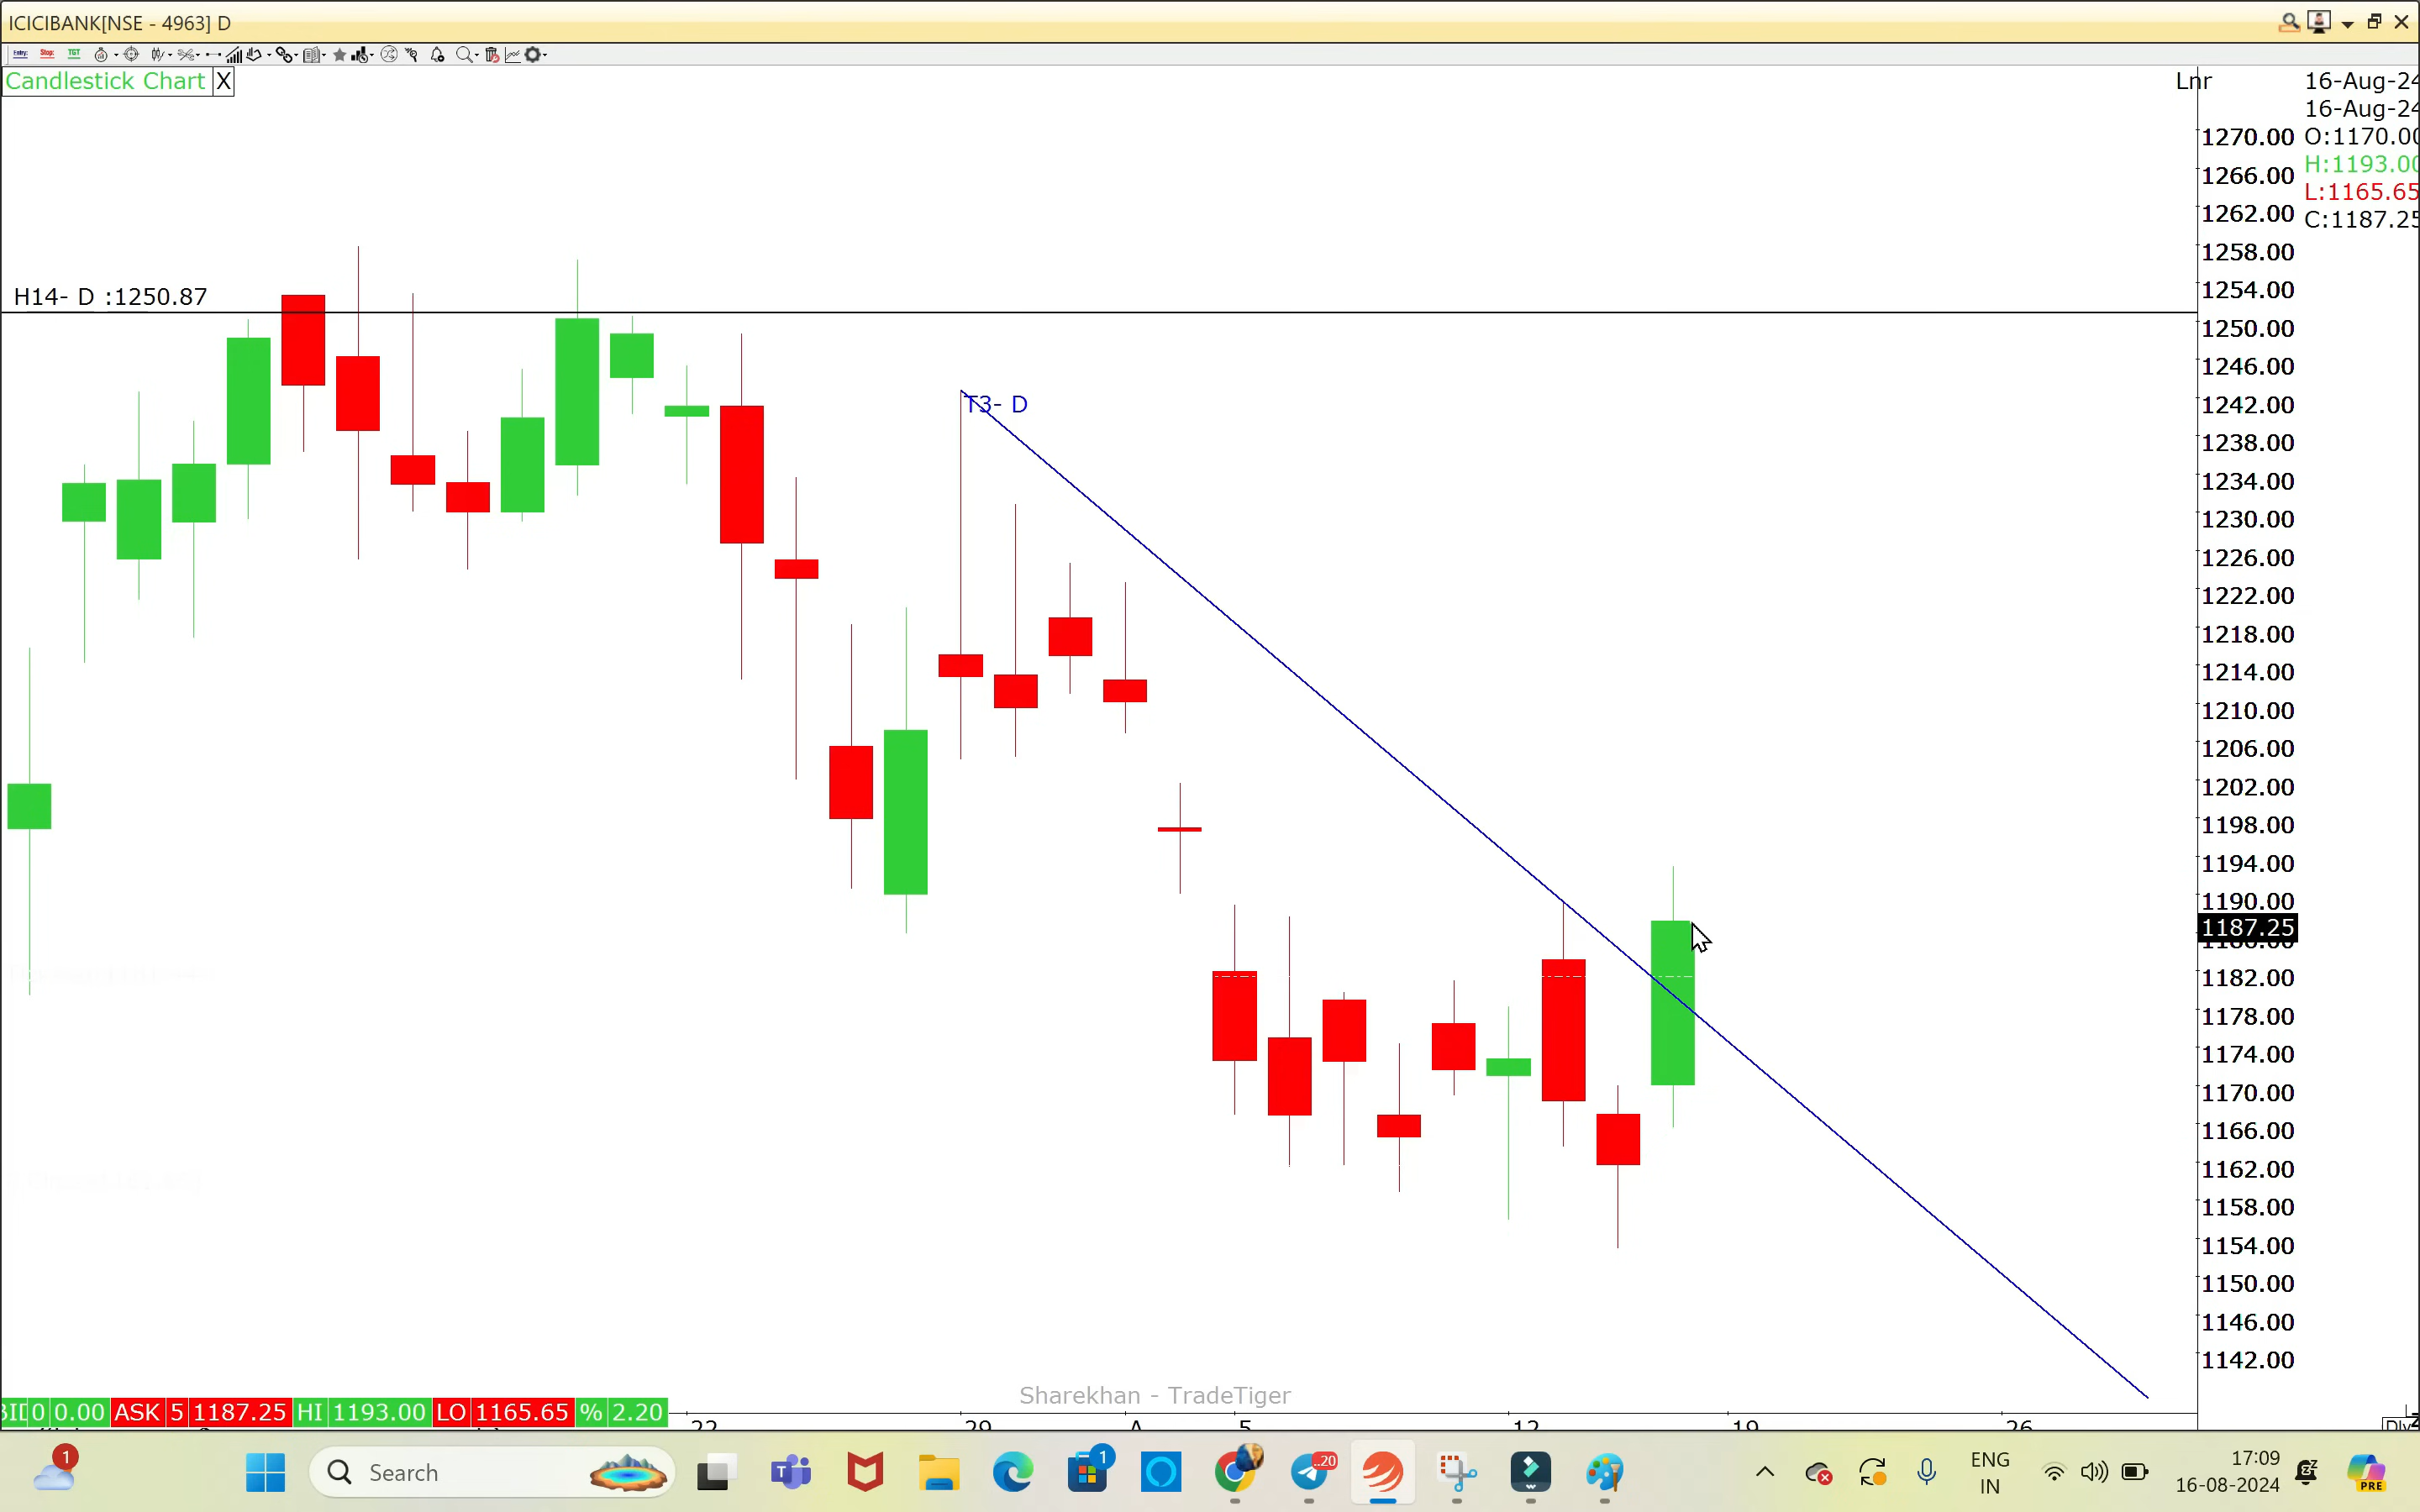 ICICIBANK[NSE - 4963] D
Candlestick Chart X
Lnr
16-Aug-24
16-Aug-24
O:1170.00
H:1193.00
L:1165.65
C:1187.25
1270.00
1266.00
1262.00
1258.00
1254.00
1250.00
1246.00
1242.00
1238.00
1234.00
1230.00
1226.00
1222.00
1218.00
1214.00
1210.00
1206.00
1202.00
1198.00
1194.00
1190.00
1187.25
1182.00
1178.00
1174.00
1170.00
1166.00
1162.00
1158.00
1154.00
1150.00
1146.00
1142.00
H14- D :1250.87
T3- D
Sharekhan - TradeTiger
0 0.00 ASK 5 1187.25 HI 1193.00 LO 1165.65 % 2.20
22 29 A 5 12 19 26
Search
1
1
20
PRE
ENG
IN
17:09
16-08-2024